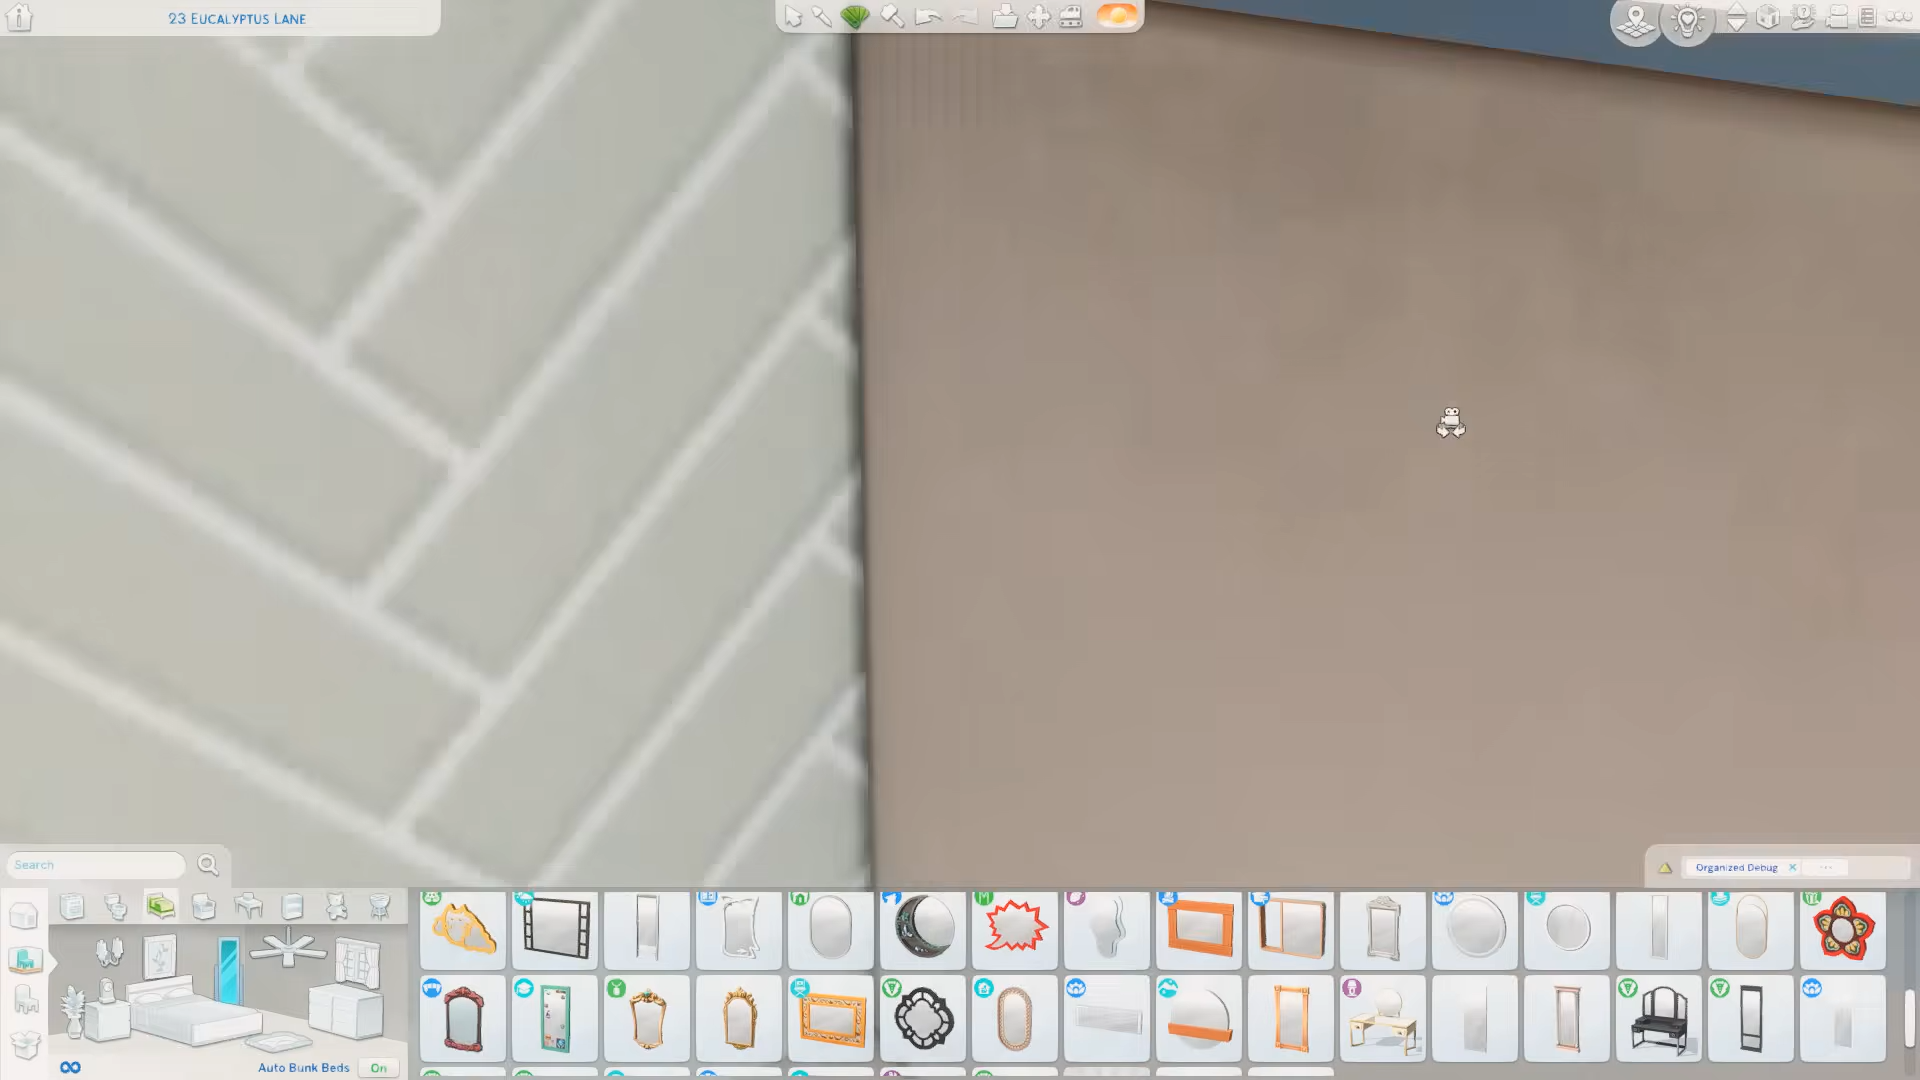 23 EUCALYPTUS LANE
Search
Organized Debug
Auto Bunk Beds
On